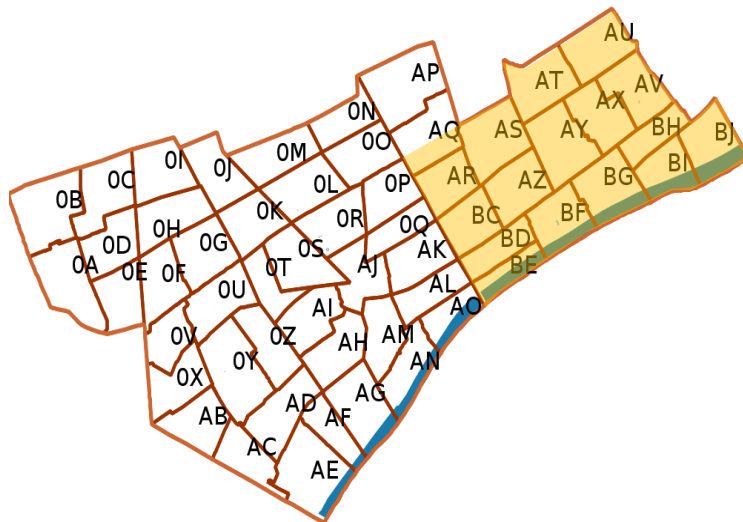 AU
AP
AT
AV
AX
0N
AQ
AS
AY
BH
BJ
0O
0M
0I
0J
0C
BI
0L
0P
AR
AZ
BG
0B
0K
0R
0Q
BC
BF
0H
0G
0S
AK
BD
0D
0A
0E
0F
0T
AJ
BE
0U
AL
AO
AI
0V
0Z
AH
AM
AN
0Y
0X
AG
AD
AF
AB
AC
AE